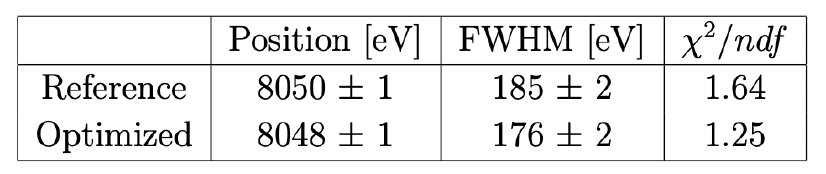 Position [eV] FWHM [eV] χ²/ndf
Reference 8050 ± 1 185 ± 2 1.64
Optimized 8048 ± 1 176 ± 2 1.25